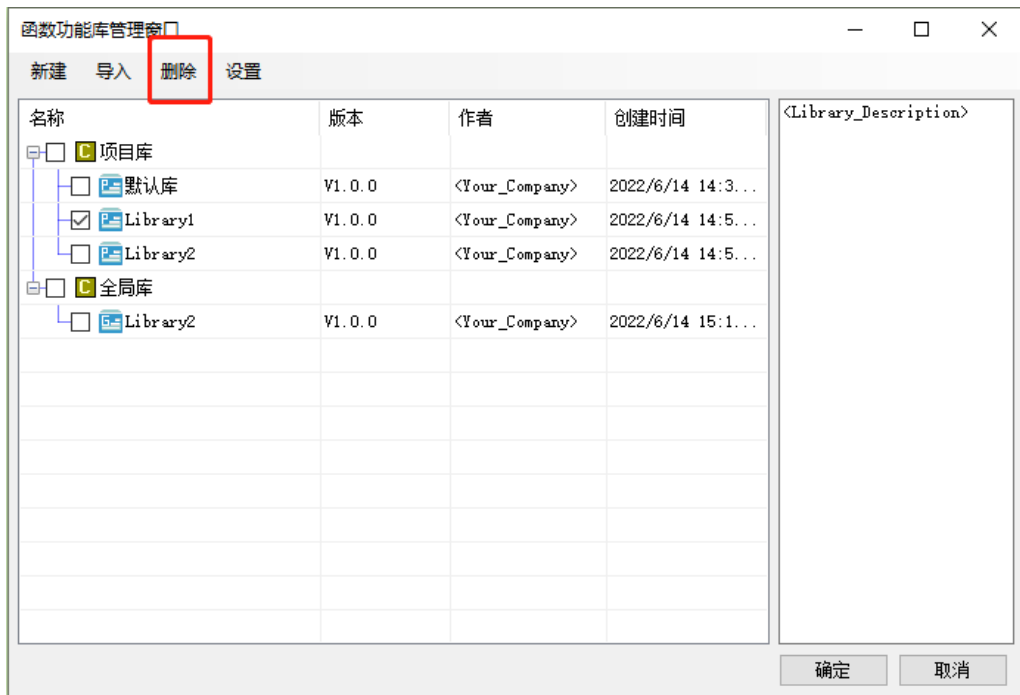 函数功能库管理窗口
新建 导入 删除 设置
名称 版本 作者 创建时间 <Library_Description>
C 项目库
默认库 V1.0.0 <Your_Company> 2022/6/14 14:3...
Library1 V1.0.0 <Your_Company> 2022/6/14 14:5...
Library2 V1.0.0 <Your_Company> 2022/6/14 14:5...
C 全局库
Library2 V1.0.0 <Your_Company> 2022/6/14 15:1...
确定 取消